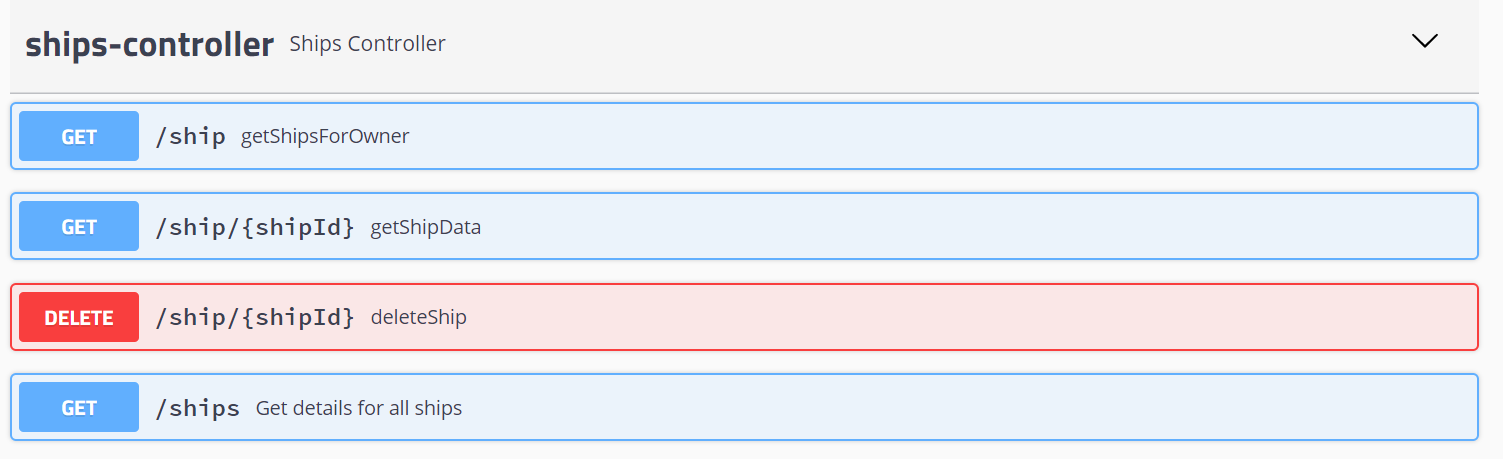 ships-controller Ships Controller
GET /ship getShipsForOwner
GET /ship/{shipId} getShipData
DELETE /ship/{shipId} deleteShip
GET /ships Get details for all ships